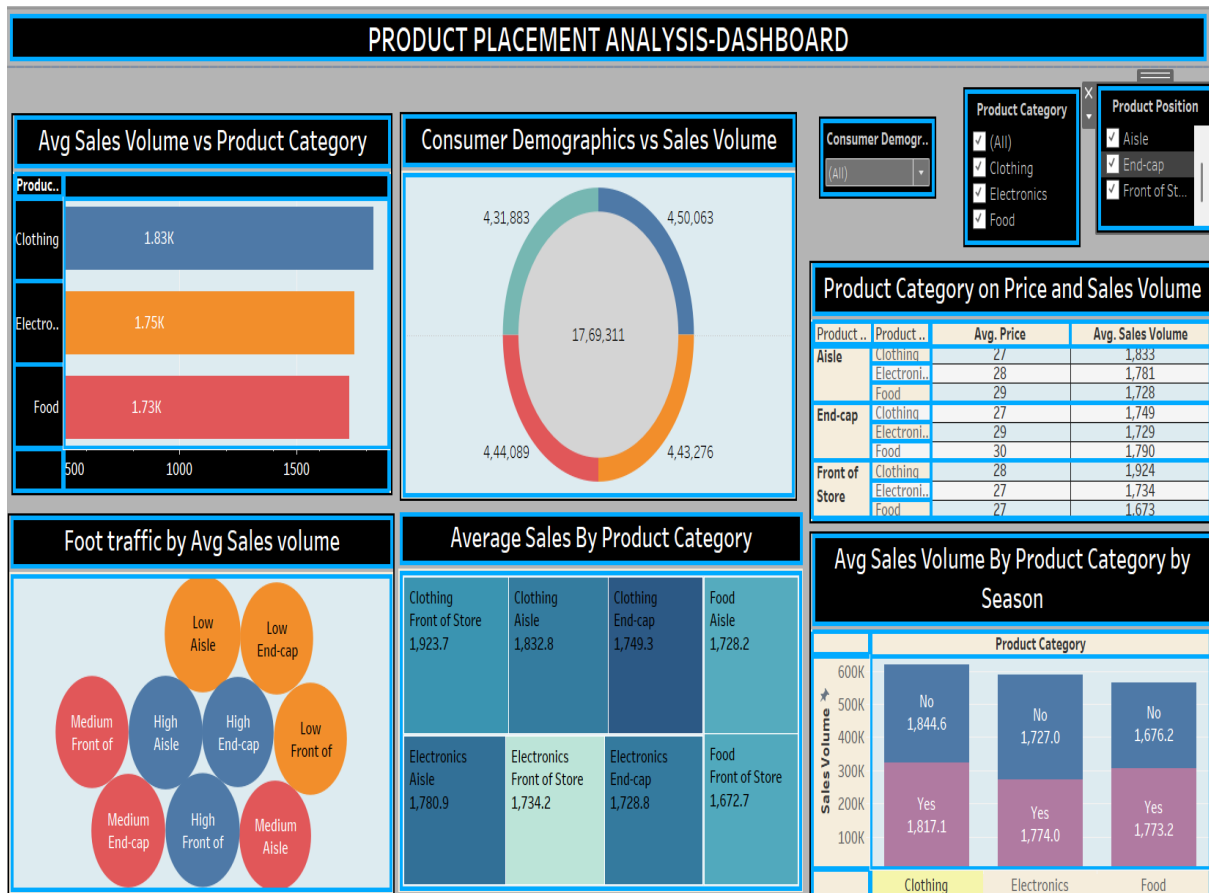 PRODUCT PLACEMENT ANALYSIS-DASHBOARD
Avg Sales Volume vs Product Category
Produc..
Clothing
1.83K
Electro..
1.75K
Food
1.73K
500
1000
1500
Consumer Demographics vs Sales Volume
4,31,883
4,50,063
17,69,311
4,44,089
4,43,276
Consumer Demogr..
(All)
Product Category
(All)
Clothing
Electronics
Food
Product Position
Aisle
End-cap
Front of St...
Product Category on Price and Sales Volume
Product .. Product .. Avg. Price Avg. Sales Volume
Aisle Clothing 27 1,833
Electroni.. 28 1,781
Food 29 1,728
End-cap Clothing 27 1,749
Electroni.. 29 1,729
Food 30 1,790
Front of Store Clothing 28 1,924
Electroni.. 27 1,734
Food 27 1,673
Foot traffic by Avg Sales volume
Low
Aisle
Low
End-cap
Medium
Front of
High
Aisle
High
End-cap
Low
Front of
Medium
End-cap
High
Front of
Medium
Aisle
Average Sales By Product Category
Clothing
Front of Store
1,923.7
Clothing
Aisle
1,832.8
Clothing
End-cap
1,749.3
Food
Aisle
1,728.2
Electronics
Aisle
1,780.9
Electronics
Front of Store
1,734.2
Electronics
End-cap
1,728.8
Food
Front of Store
1,672.7
Avg Sales Volume By Product Category by
Season
Product Category
Sales Volume
600K
500K
400K
300K
200K
100K
No
1,844.6
Yes
1,817.1
No
1,727.0
Yes
1,774.0
No
1,676.2
Yes
1,773.2
Clothing
Electronics
Food